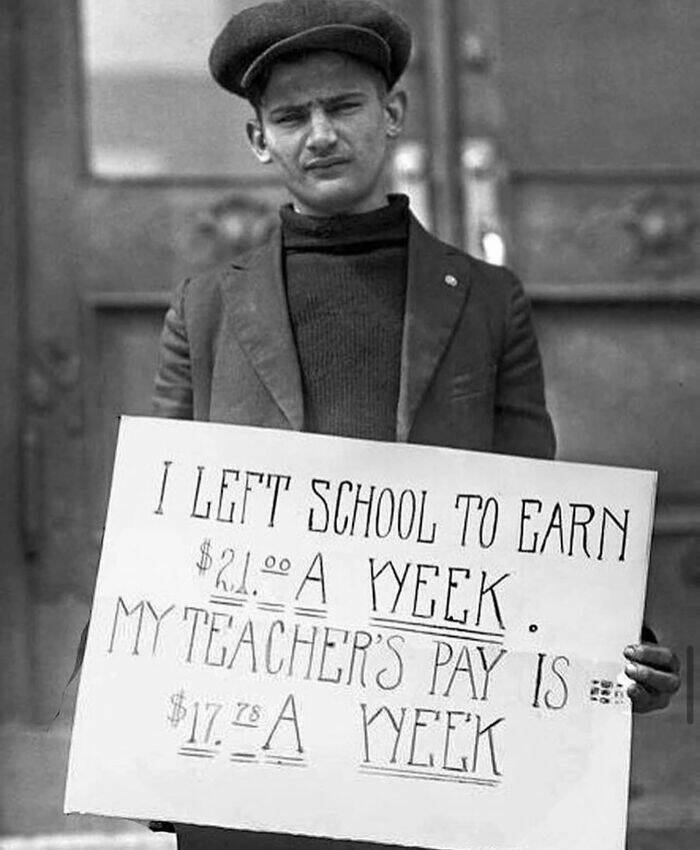 I LEFT SCHOOL TO EARN
$21.00 A WEEK.
MY TEACHER'S PAY IS
$17.78 A WEEK